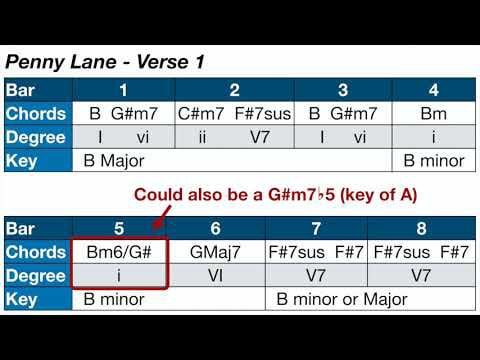 Penny Lane - Verse 1
Bar 1 2 3 4
Chords B G#m7 C#m7 F#7sus B G#m7 Bm
Degree I vi ii V7 I vi i
Key B Major B minor
Could also be a G#m7♭5 (key of A)
Bar 5 6 7 8
Chords Bm6/G# GMaj7 F#7sus F#7 F#7sus F#7
Degree i VI V7 V7
Key B minor B minor or Major